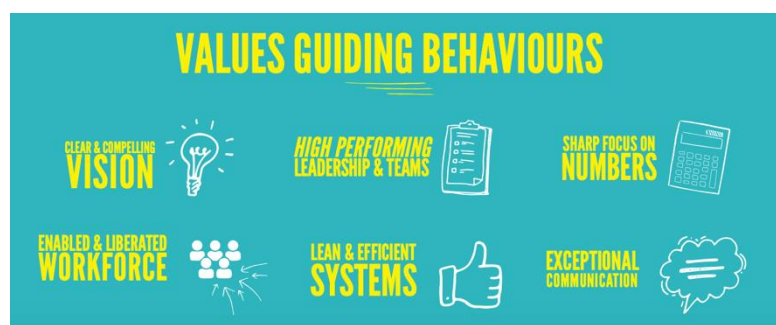 VALUES GUIDING BEHAVIOURS
CLEAR & COMPELLING
VISION
HIGH PERFORMING
LEADERSHIP & TEAMS
SHARP FOCUS ON
NUMBERS
ENABLED & LIBERATED
WORKFORCE
LEAN & EFFICIENT
SYSTEMS
EXCEPTIONAL
COMMUNICATION